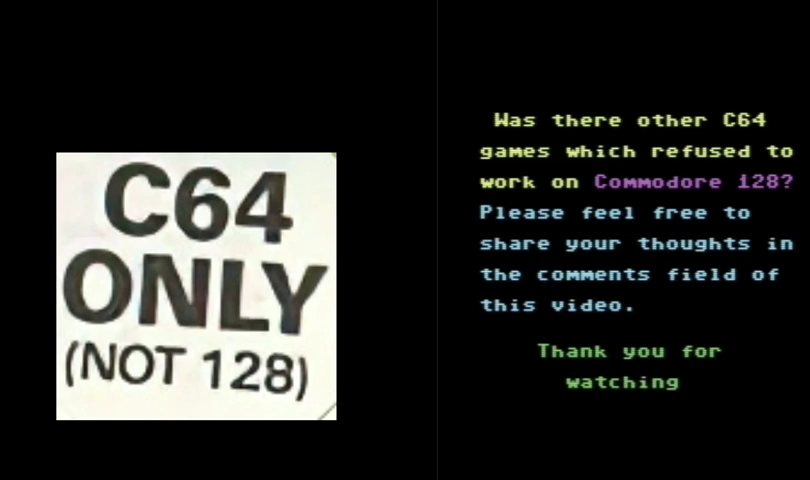 C64
ONLY
(NOT 128)
Was there other C64
games which refused to
work on Commodore 128?
Please feel free to
share your thoughts in
the comments field of
this video.
Thank you for
watching